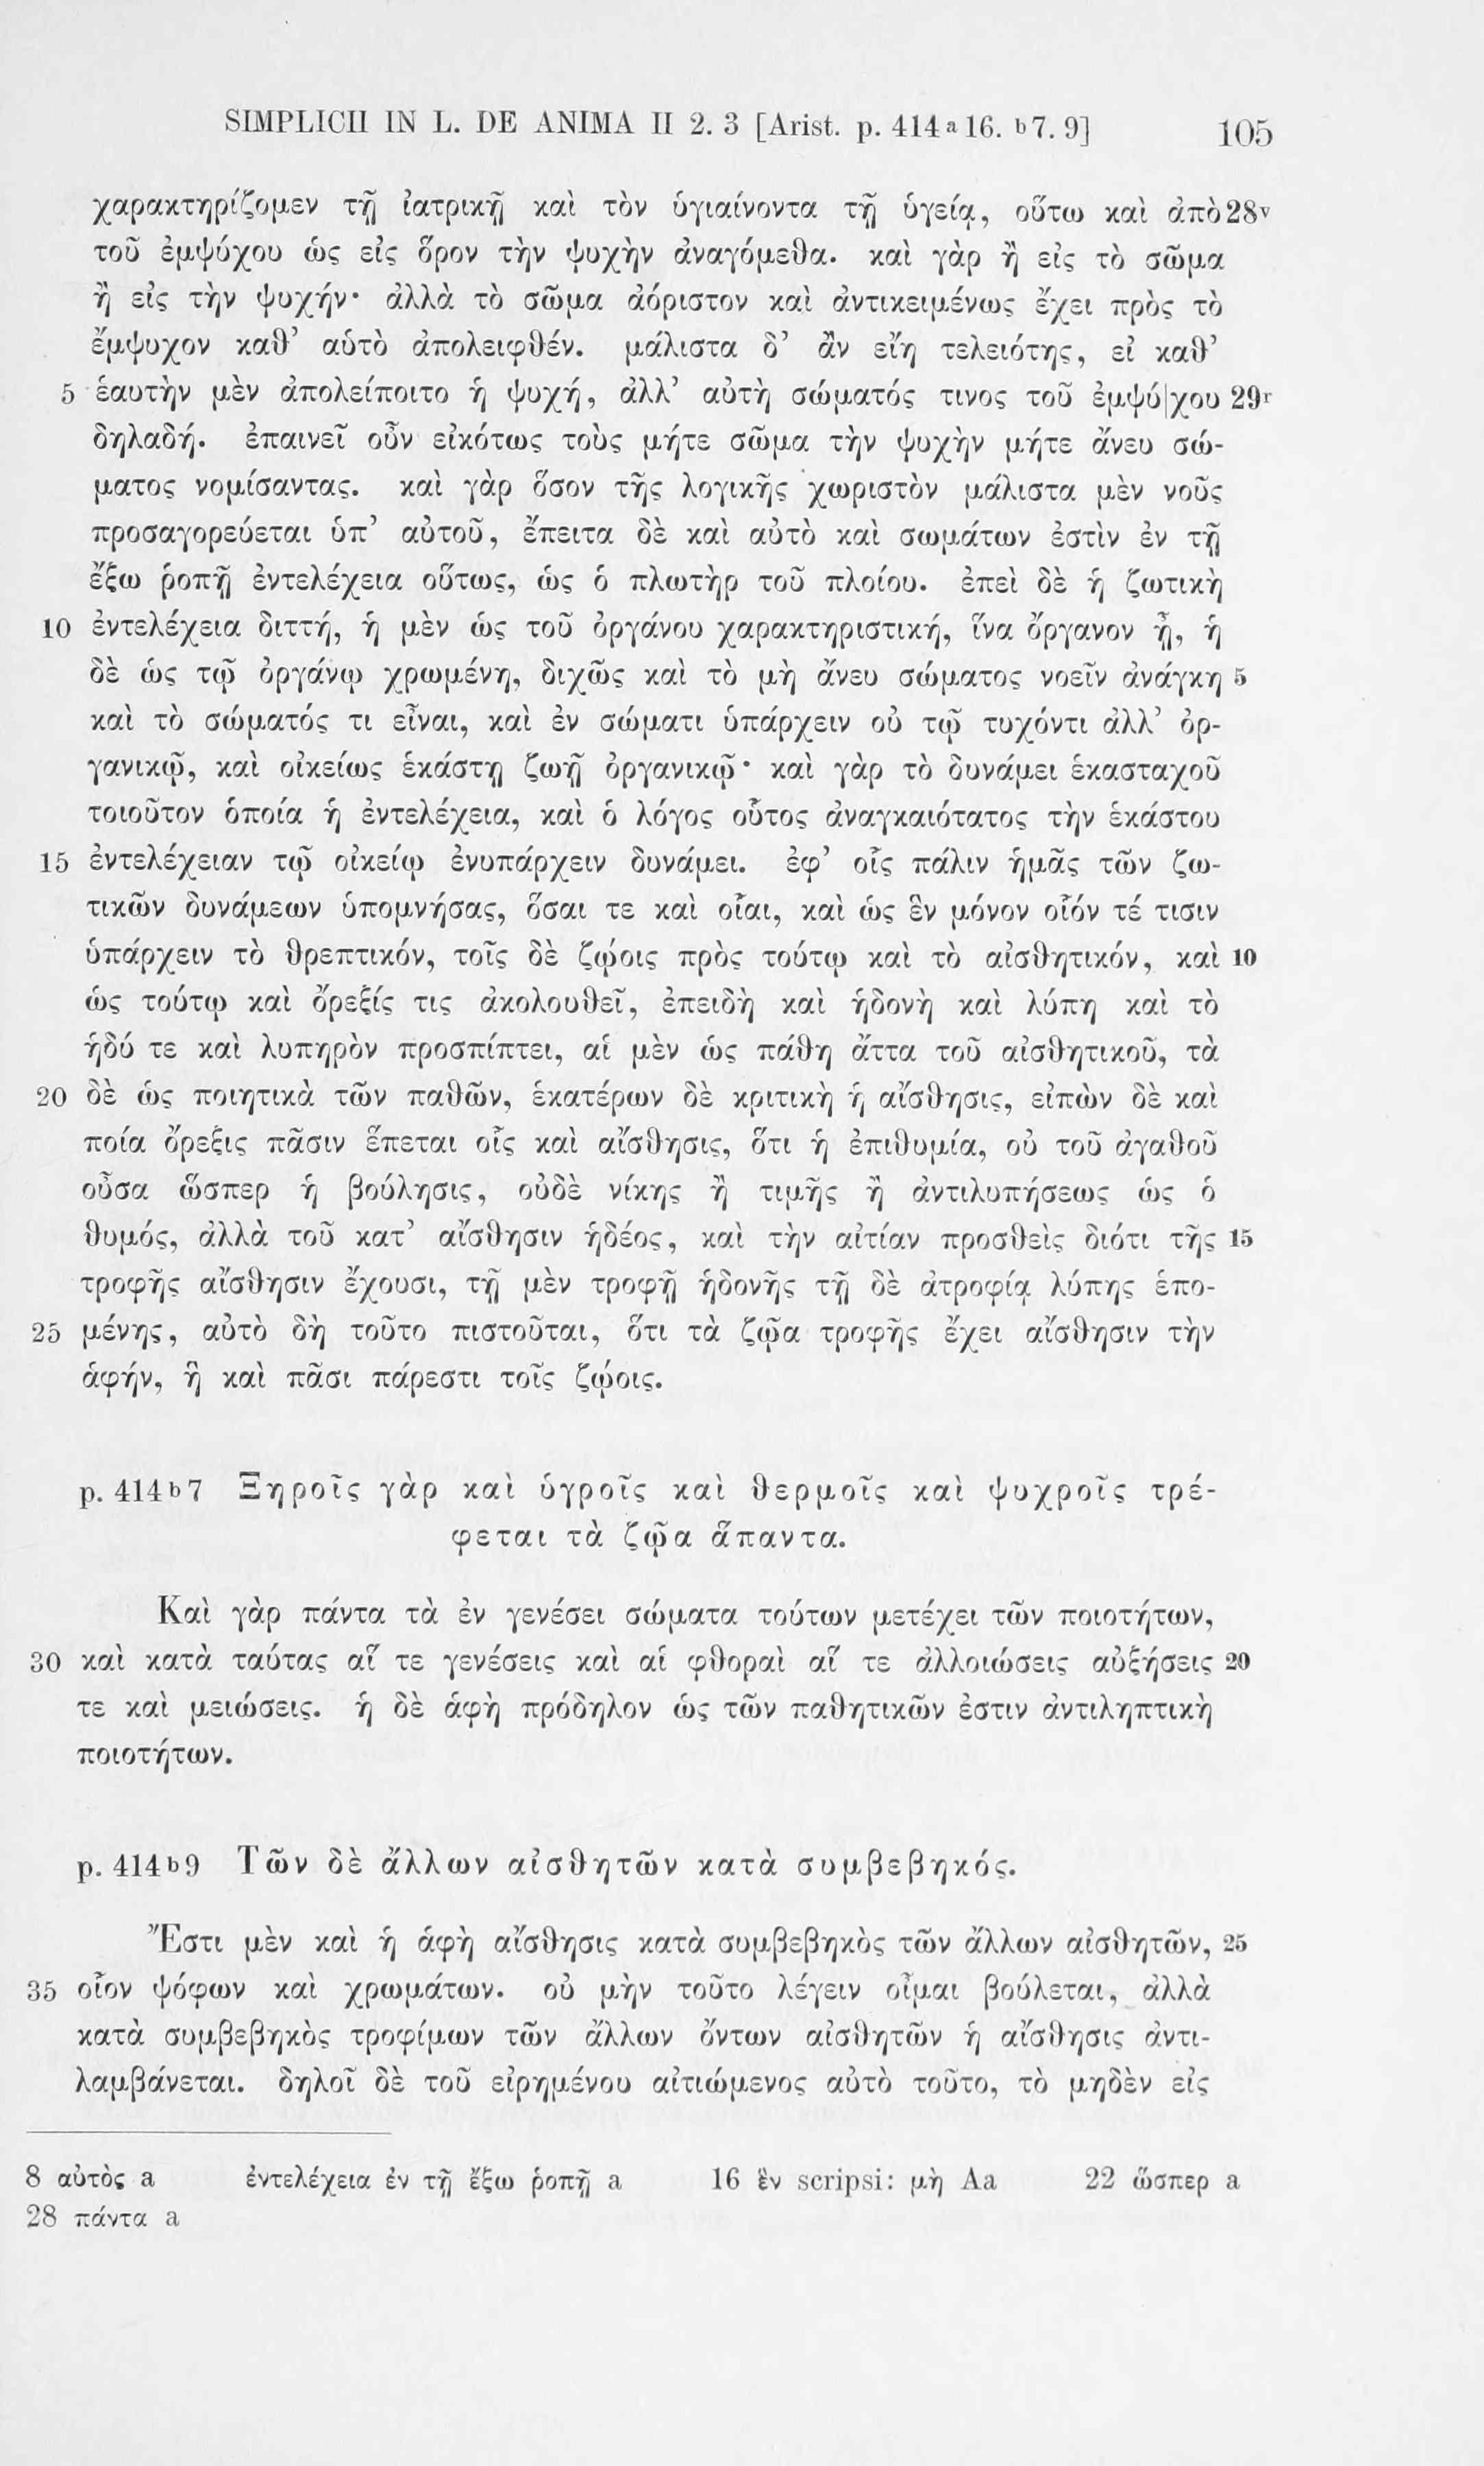 SIMPLICII IN L. DE ANIMA II 2. 3 [Arist. p. 414 a 16. b 7. 9] 105
χαρακτηρίζομεν τῇ ἰατρικῇ καὶ τὸν ὑγιαίνοντα τῇ ὑγείᾳ, οὕτω καὶ ἀπὸ 28v
τοῦ ἐμψύχου ὡς εἰς ὅρον τὴν ψυχὴν ἀναγόμεθα. καὶ γὰρ ἢ εἰς τὸ σῶμα
ἢ εἰς τὴν ψυχήν· ἀλλὰ τὸ σῶμα ἀόριστον καὶ ἀντικειμένως ἔχει πρὸς τὸ
ἔμψυχον καθ’ αὑτὸ ἀπολειφθέν. μάλιστα δ’ ἂν εἴη τελειότης, εἰ καθ’
5 ἑαυτὴν μὲν ἀπολείποιτο ἡ ψυχή, ἀλλ’ αὐτὴ σώματός τινος τοῦ ἐμψύ|χου 29r
δηλαδή. ἐπαινεῖ οὖν εἰκότως τοὺς μήτε σῶμα τὴν ψυχὴν μήτε ἄνευ σώ-
ματος νομίσαντας. καὶ γὰρ ὅσον τῆς λογικῆς χωριστὸν μάλιστα μὲν νοῦς
προσαγορεύεται ὑπ’ αὐτοῦ, ἔπειτα δὲ καὶ αὐτὸ καὶ σωμάτων ἐστὶν ἐν τῇ
ἔξω ῥοπῇ ἐντελέχεια οὕτως, ὡς ὁ πλωτὴρ τοῦ πλοίου. ἐπεὶ δὲ ἡ ζωτικὴ
10 ἐντελέχεια διττή, ἡ μὲν ὡς τοῦ ὀργάνου χαρακτηριστική, ἵνα ὄργανον ᾖ, ἡ
δὲ ὡς τῷ ὀργάνῳ χρωμένη, διχῶς καὶ τὸ μὴ ἄνευ σώματος νοεῖν ἀνάγκη 5
καὶ τὸ σώματός τι εἶναι, καὶ ἐν σώματι ὑπάρχειν οὐ τῷ τυχόντι ἀλλ’ ὀρ-
γανικῷ, καὶ οἰκείως ἑκάστῃ ζωῇ ὀργανικῷ· καὶ γὰρ τὸ δυνάμει ἑκασταχοῦ
τοιοῦτον ὁποία ἡ ἐντελέχεια, καὶ ὁ λόγος οὗτος ἀναγκαιότατος τὴν ἑκάστου
15 ἐντελέχειαν τῷ οἰκείῳ ἐνυπάρχειν δυνάμει. ἐφ’ οἷς πάλιν ἡμᾶς τῶν ζω-
τικῶν δυνάμεων ὑπομνήσας, ὅσαι τε καὶ οἷαι, καὶ ὡς ἓν μόνον οἷόν τέ τισιν
ὑπάρχειν τὸ θρεπτικόν, τοῖς δὲ ζῴοις πρὸς τούτῳ καὶ τὸ αἰσθητικόν, καὶ 10
ὡς τούτῳ καὶ ὄρεξίς τις ἀκολουθεῖ, ἐπειδὴ καὶ ἡδονὴ καὶ λύπη καὶ τὸ
ἡδύ τε καὶ λυπηρὸν προσπίπτει, αἱ μὲν ὡς πάθη ἄττα τοῦ αἰσθητικοῦ, τὰ
20 δὲ ὡς ποιητικὰ τῶν παθῶν, ἑκατέρων δὲ κριτικὴ ἡ αἴσθησις, εἰπὼν δὲ καὶ
ποία ὄρεξις πᾶσιν ἕπεται οἷς καὶ αἴσθησις, ὅτι ἡ ἐπιθυμία, οὐ τοῦ ἀγαθοῦ
οὖσα ὥσπερ ἡ βούλησις, οὐδὲ νίκης ἢ τιμῆς ἢ ἀντιλυπήσεως ὡς ὁ
θυμός, ἀλλὰ τοῦ κατ’ αἴσθησιν ἡδέος, καὶ τὴν αἰτίαν προσθεὶς διότι τῆς 15
τροφῆς αἴσθησιν ἔχουσι, τῇ μὲν τροφῇ ἡδονῆς τῇ δὲ ἀτροφίᾳ λύπης ἑπο-
25 μένης, αὐτὸ δὴ τοῦτο πιστοῦται, ὅτι τὰ ζῷα τροφῆς ἔχει αἴσθησιν τὴν
ἁφήν, ἣ καὶ πᾶσι πάρεστι τοῖς ζῴοις.
p. 414 b 7 Ξηροῖς γὰρ καὶ ὑγροῖς καὶ θερμοῖς καὶ ψυχροῖς τρέ-
φεται τὰ ζῷα ἅπαντα.
Καὶ γὰρ πάντα τὰ ἐν γενέσει σώματα τούτων μετέχει τῶν ποιοτήτων,
30 καὶ κατὰ ταύτας αἵ τε γενέσεις καὶ αἱ φθοραὶ αἵ τε ἀλλοιώσεις αὐξήσεις 20
τε καὶ μειώσεις. ἡ δὲ ἁφὴ πρόδηλον ὡς τῶν παθητικῶν ἐστιν ἀντιληπτικὴ
ποιοτήτων.
p. 414 b 9 Τῶν δὲ ἄλλων αἰσθητῶν κατὰ συμβεβηκός.
Ἔστι μὲν καὶ ἡ ἁφὴ αἴσθησις κατὰ συμβεβηκὸς τῶν ἄλλων αἰσθητῶν, 25
35 οἷον ψόφων καὶ χρωμάτων. οὐ μὴν τοῦτο λέγειν οἶμαι βούλεται, ἀλλὰ
κατὰ συμβεβηκὸς τροφίμων τῶν ἄλλων ὄντων αἰσθητῶν ἡ αἴσθησις ἀντι-
λαμβάνεται. δηλοῖ δὲ τοῦ εἰρημένου αἰτιώμενος αὐτὸ τοῦτο, τὸ μηδὲν εἰς
8 αὐτὸς a ἐντελέχεια ἐν τῇ ἔξω ῥοπῇ a 16 ἓν scripsi: μὴ Aa 22 ὥσπερ a
28 πάντα a